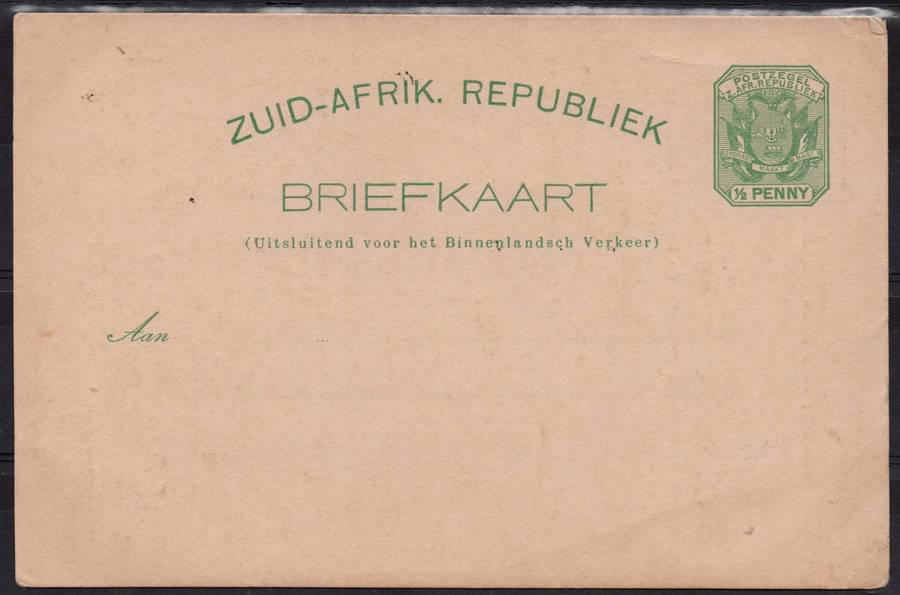 ZUID-AFRIK. REPUBLIEK
POSTZEGEL
Z. AFR. REPUBLIEK
EENDRAGT MAAKT MAGT
½ PENNY
BRIEFKAART
(Uitsluitend voor het Binnenlandsch Verkeer)
Aan